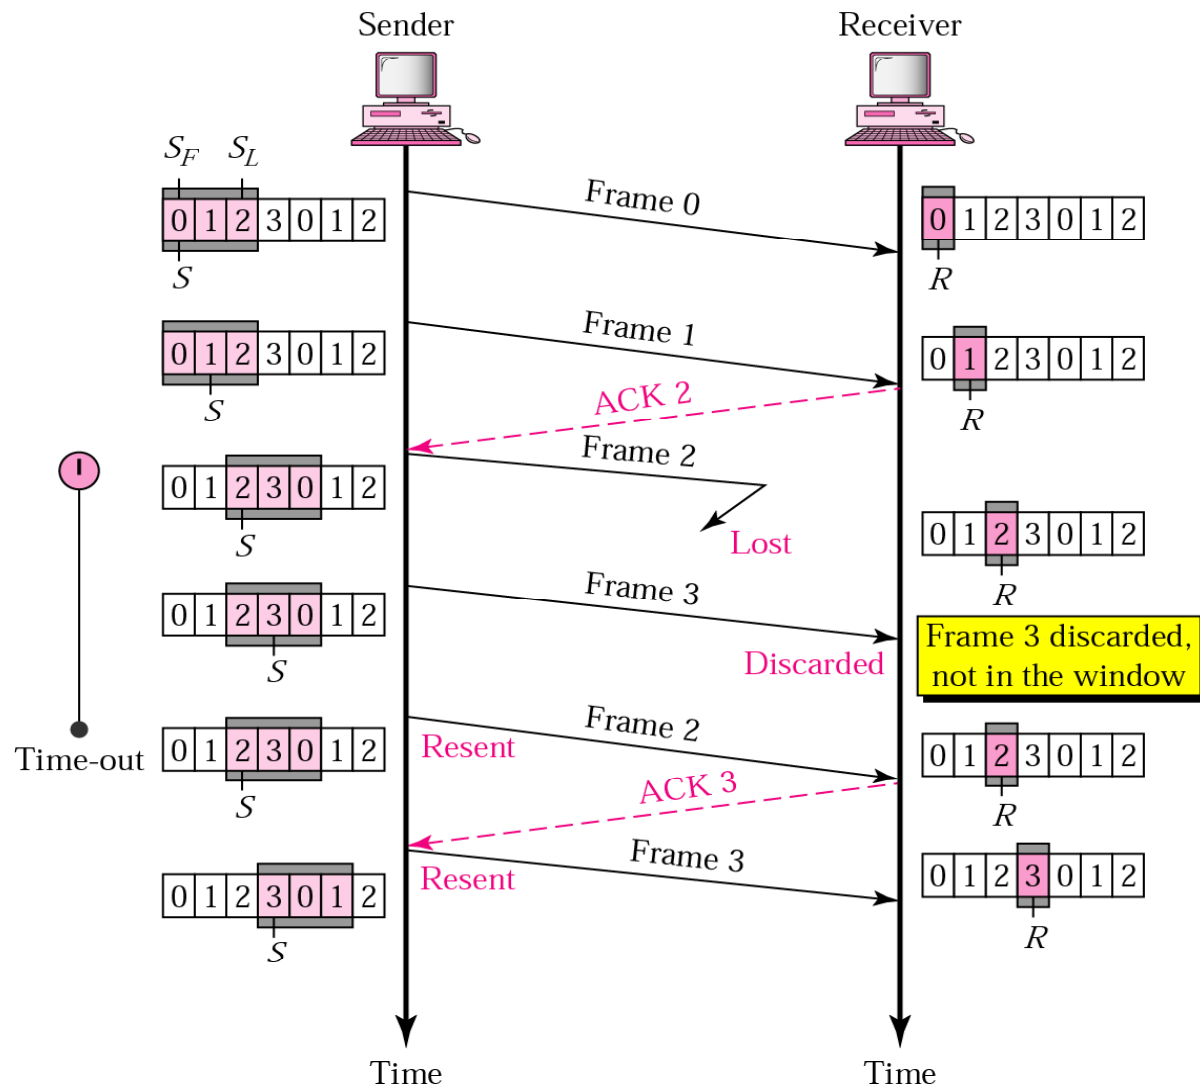 Sender
Receiver
S_F S_L
0 1 2 3 0 1 2
S
Frame 0
0 1 2 3 0 1 2
R
0 1 2 3 0 1 2
S
Frame 1
0 1 2 3 0 1 2
R
ACK 2
0 1 2 3 0 1 2
S
Frame 2
Lost
0 1 2 3 0 1 2
R
0 1 2 3 0 1 2
S
Frame 3
Discarded
Frame 3 discarded,
not in the window
Time-out
0 1 2 3 0 1 2
S
Resent
Frame 2
0 1 2 3 0 1 2
R
ACK 3
0 1 2 3 0 1 2
S
Resent
Frame 3
0 1 2 3 0 1 2
R
Time
Time